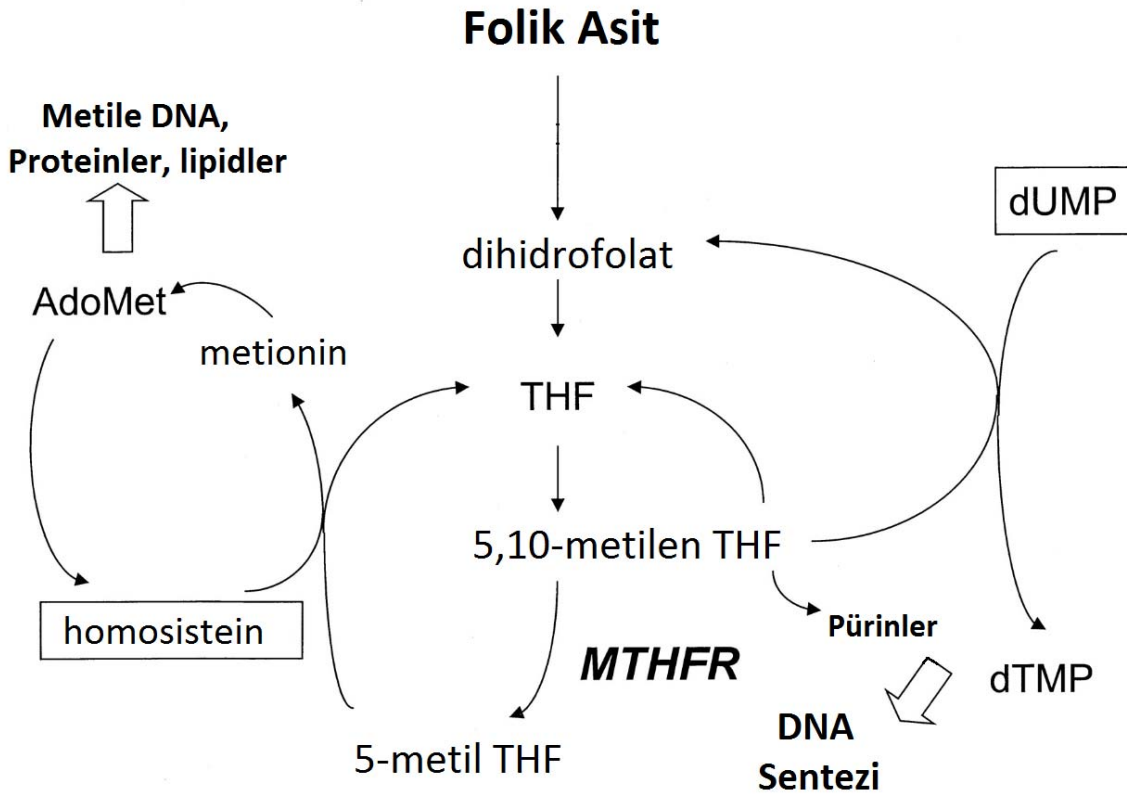 Folik Asit
Metile DNA,
Proteinler, lipidler
dUMP
dihidrofolat
AdoMet
metionin
THF
5,10-metilen THF
homosistein
Pürinler
MTHFR
dTMP
5-metil THF
DNA
Sentezi